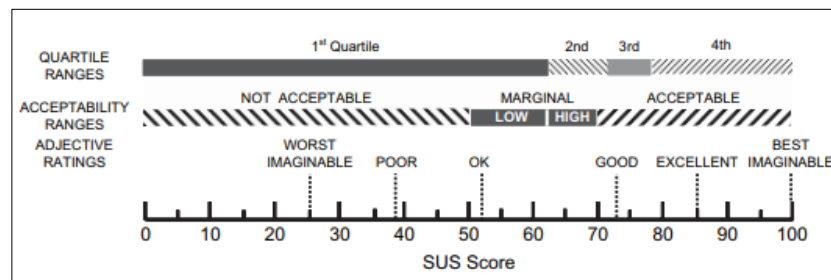 1st Quartile 2nd 3rd 4th
QUARTILE
RANGES
NOT ACCEPTABLE MARGINAL ACCEPTABLE
ACCEPTABILITY
RANGES
LOW HIGH
ADJECTIVE
RATINGS
WORST
IMAGINABLE
POOR
OK
GOOD
EXCELLENT
BEST
IMAGINABLE
0 10 20 30 40 50 60 70 80 90 100
SUS Score